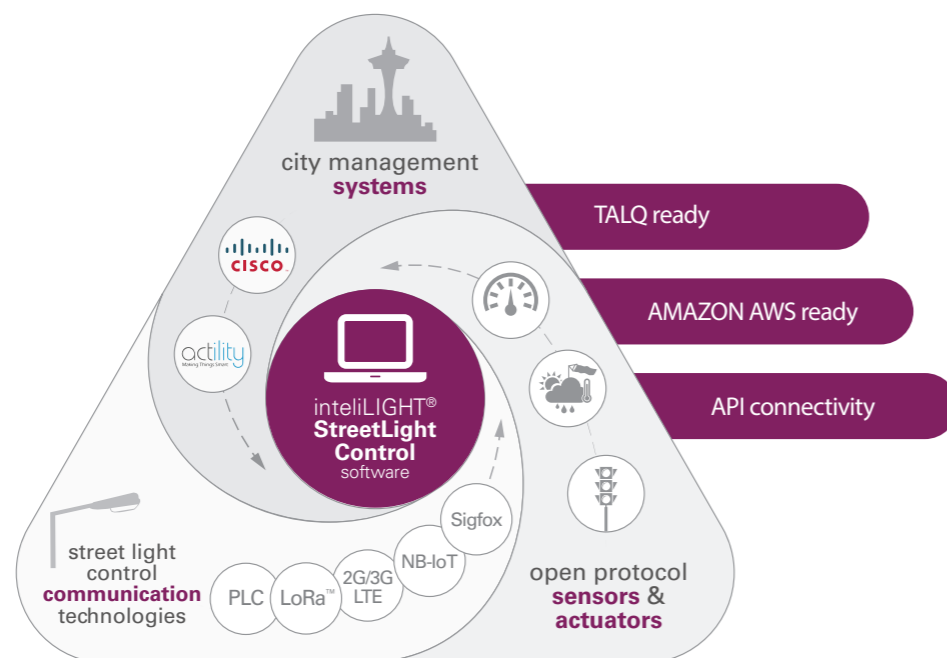 city management
systems
TALQ ready
CISCO™
AMAZON AWS ready
actility
Making Things Smart
API connectivity
inteliLIGHT®
StreetLight
Control
software
Sigfox
NB-IoT
2G/3G
LTE
LoRa™
PLC
street light
control
communication
technologies
open protocol
sensors &
actuators